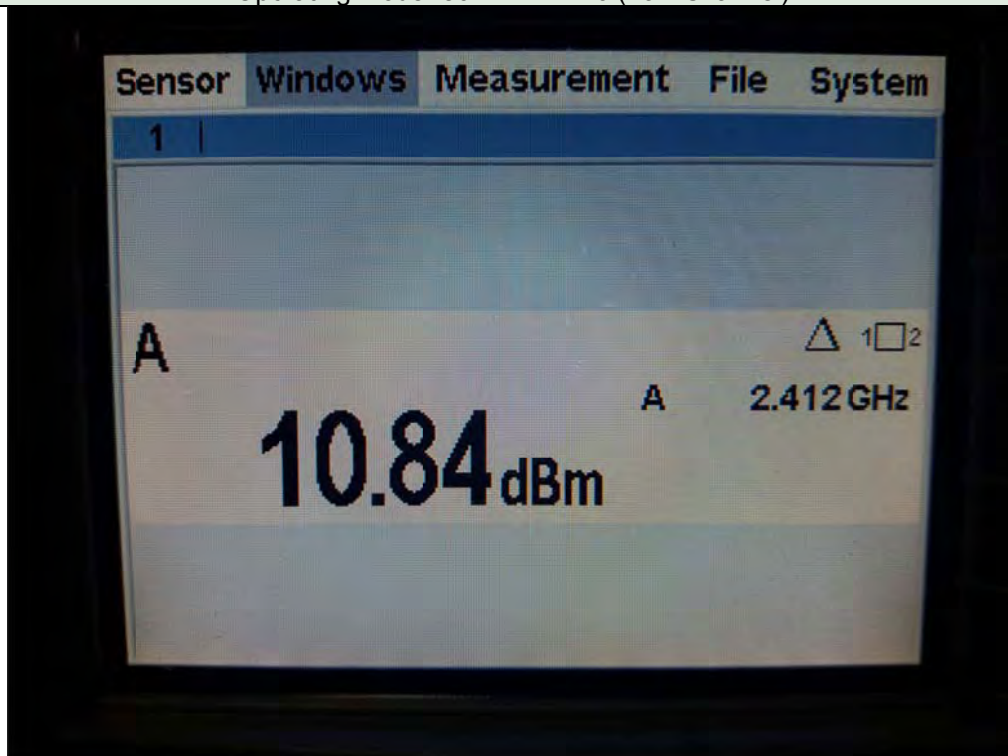 Sensor Windows Measurement File System
1
A
1 2
A 2.412 GHz
10.84 dBm